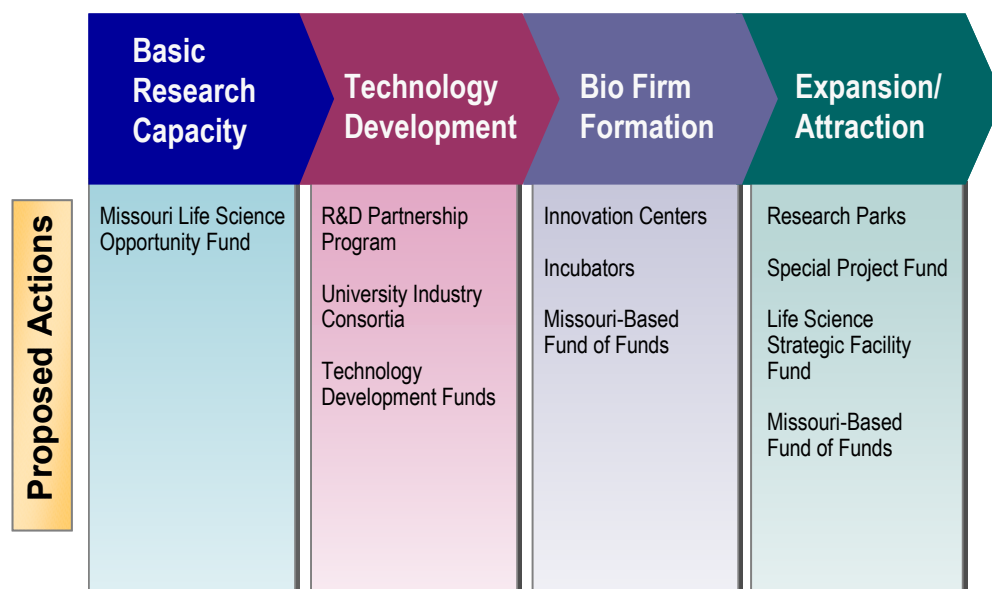 Basic
Research
Capacity
Technology
Development
Bio Firm
Formation
Expansion/
Attraction
Proposed Actions
Missouri Life Science
Opportunity Fund
R&D Partnership
Program
University Industry
Consortia
Technology
Development Funds
Innovation Centers
Incubators
Missouri-Based
Fund of Funds
Research Parks
Special Project Fund
Life Science
Strategic Facility
Fund
Missouri-Based
Fund of Funds